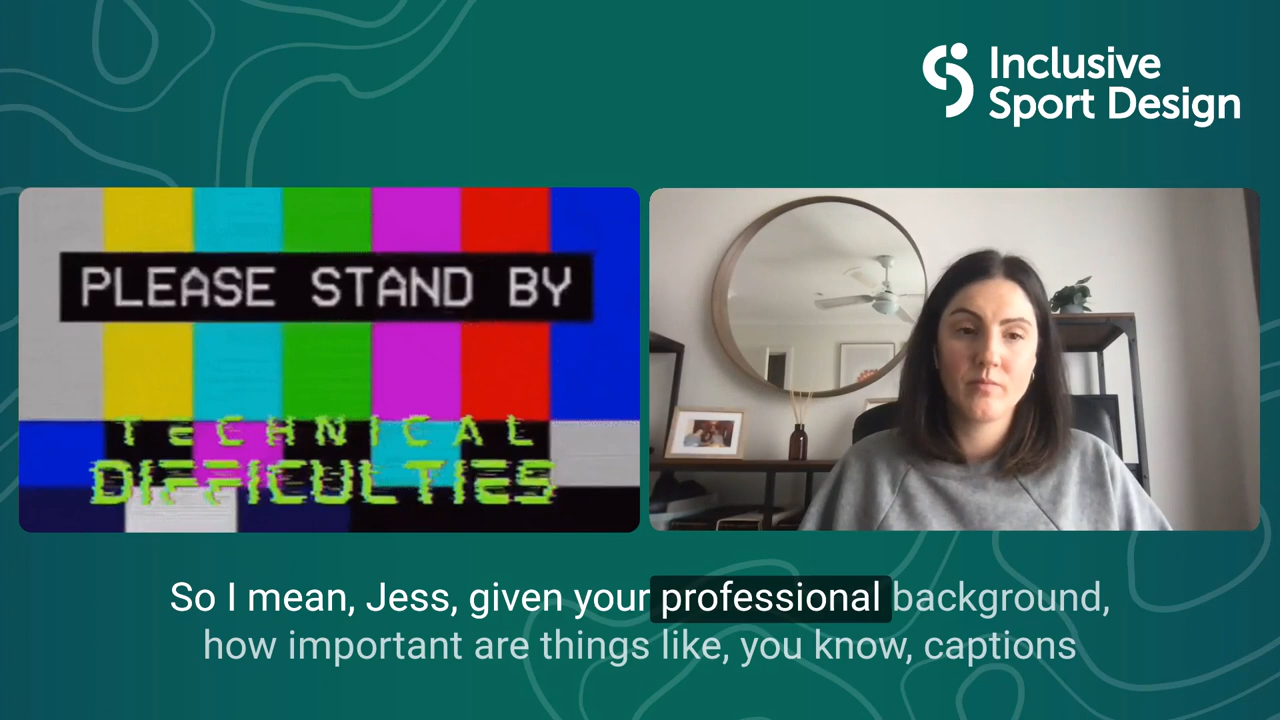 Inclusive
Sport Design
PLEASE STAND BY
TECHNICAL
DIFFICULTIES
So I mean, Jess, given your professional background,
how important are things like, you know, captions